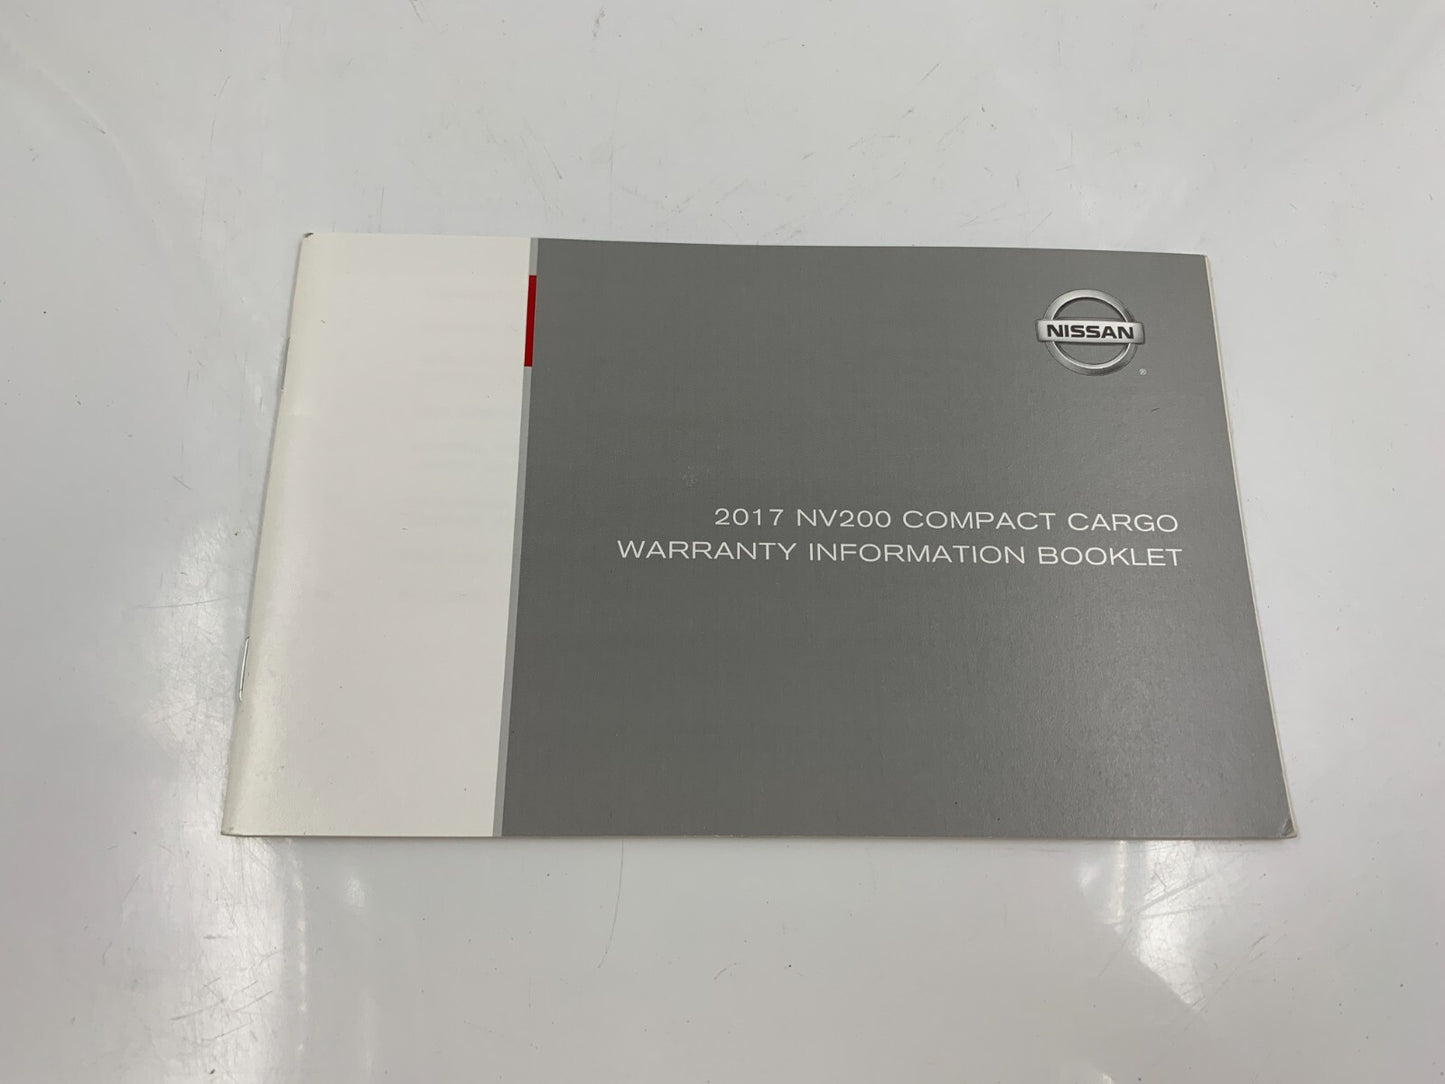 NISSAN
®
2017 NV200 COMPACT CARGO
WARRANTY INFORMATION BOOKLET